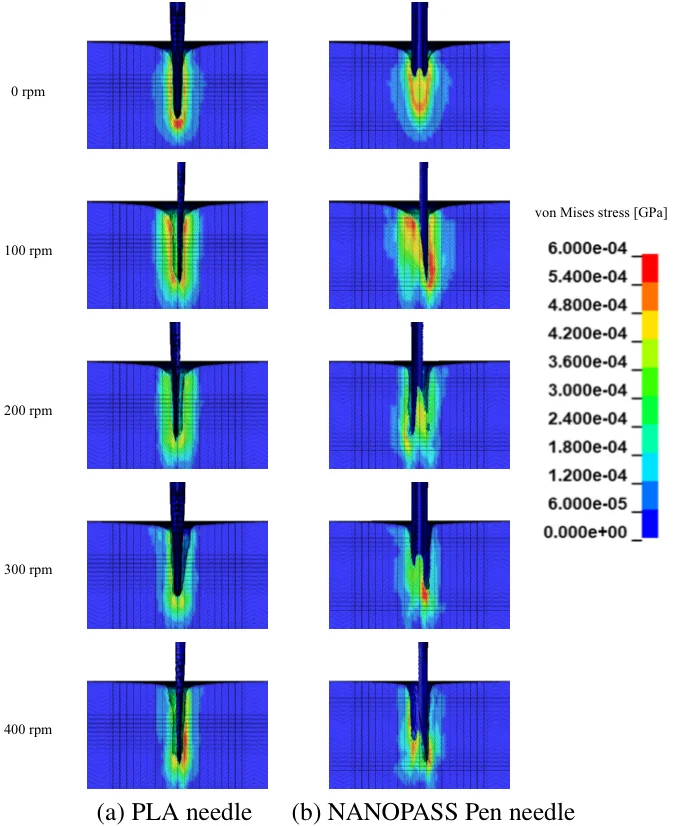 0 rpm
100 rpm
200 rpm
300 rpm
400 rpm
von Mises stress [GPa]
6.000e-04
5.400e-04
4.800e-04
4.200e-04
3.600e-04
3.000e-04
2.400e-04
1.800e-04
1.200e-04
6.000e-05
0.000e+00
(a) PLA needle
(b) NANOPASS Pen needle